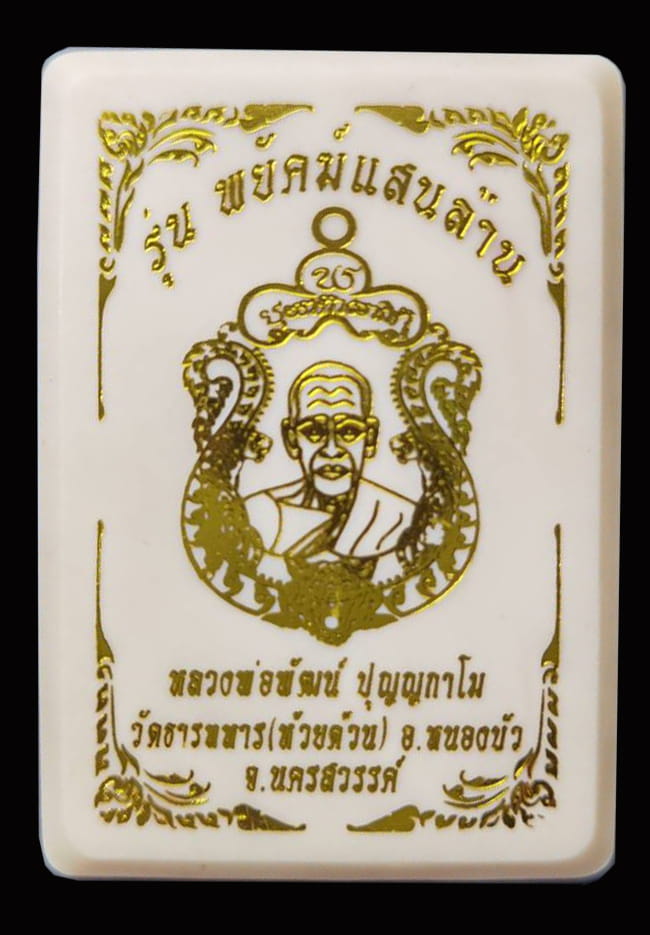 รุ่น พยัคฆ์แสนล้าน
หลวงพ่อพัฒน์ ปุญญกาโม
วัดธารทหาร(ห้วยด้วน) อ.หนองบัว
จ.นครสวรรค์